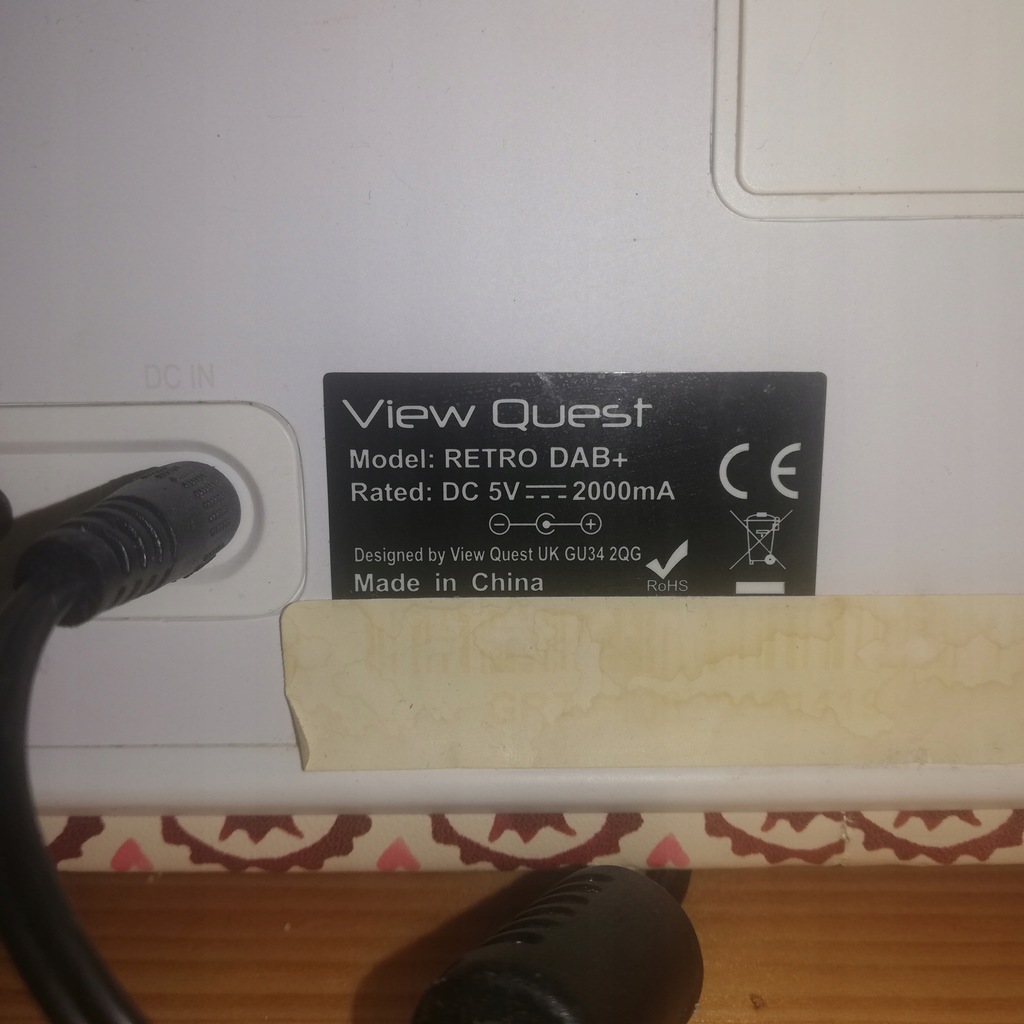 DC IN
View Quest
Model: RETRO DAB+
Rated: DC 5V⎓2000mA
Designed by View Quest UK GU34 2QG
Made in China
RoHS
CE